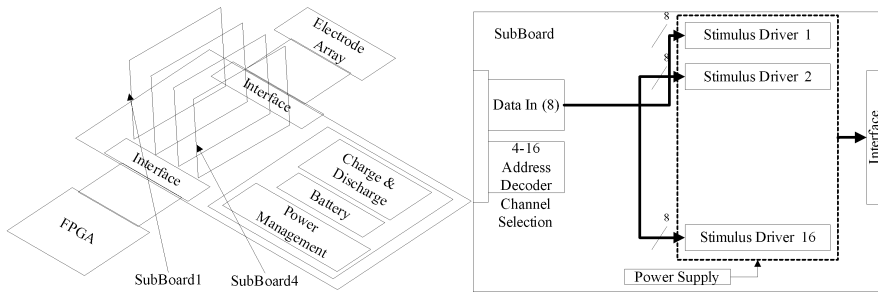 Electrode
Array
Interface
Interface
Charge &
Discharge
Battery
Power
Management
FPGA
SubBoard1
SubBoard4
SubBoard
8
Stimulus Driver 1
8
Stimulus Driver 2
Data In (8)
4-16
Address
Decoder
Channel
Selection
8
Stimulus Driver 16
Power Supply
Interface